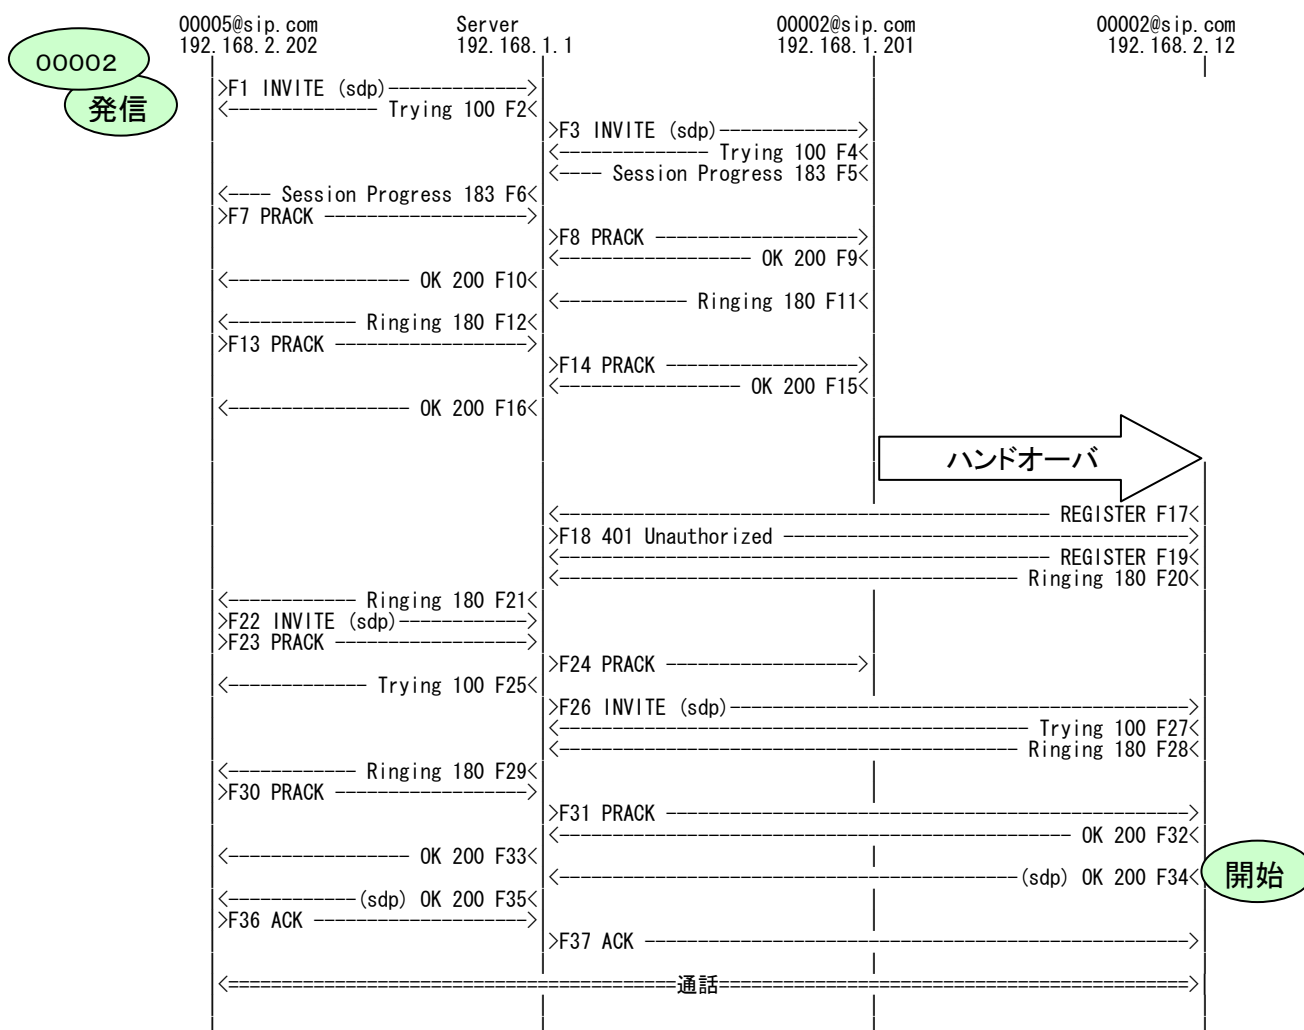 00005@sip.com Server 00002@sip.com 00002@sip.com
192.168.2.202 192.168.1.1 192.168.1.201 192.168.2.12
00002
発信
>F1 INVITE (sdp)------------->
<-------------- Trying 100 F2<
>F3 INVITE (sdp)------------->
<-------------- Trying 100 F4<
<---- Session Progress 183 F5<
<---- Session Progress 183 F6<
>F7 PRACK ------------------->
>F8 PRACK ------------------->
<------------------ OK 200 F9<
<----------------- OK 200 F10<
<------------ Ringing 180 F11<
<------------ Ringing 180 F12<
>F13 PRACK ------------------>
>F14 PRACK ------------------>
<----------------- OK 200 F15<
<----------------- OK 200 F16<
ハンドオーバ
<---------------------------------------------- REGISTER F17<
>F18 401 Unauthorized -------------------------------------->
<---------------------------------------------- REGISTER F19<
<------------------------------------------- Ringing 180 F20<
<------------ Ringing 180 F21<
>F22 INVITE (sdp)------------>
>F23 PRACK ------------------>
>F24 PRACK ------------------>
<------------- Trying 100 F25<
>F26 INVITE (sdp)------------------------------------------->
<-------------------------------------------- Trying 100 F27<
<------------------------------------------- Ringing 180 F28<
<------------ Ringing 180 F29<
>F30 PRACK ------------------>
>F31 PRACK ------------------------------------------------->
<------------------------------------------------ OK 200 F32<
<----------------- OK 200 F33<
<-------------------------------------------(sdp) OK 200 F34<
開始
<------------(sdp) OK 200 F35<
>F36 ACK -------------------->
>F37 ACK --------------------------------------------------->
<==========================================通話============================================>